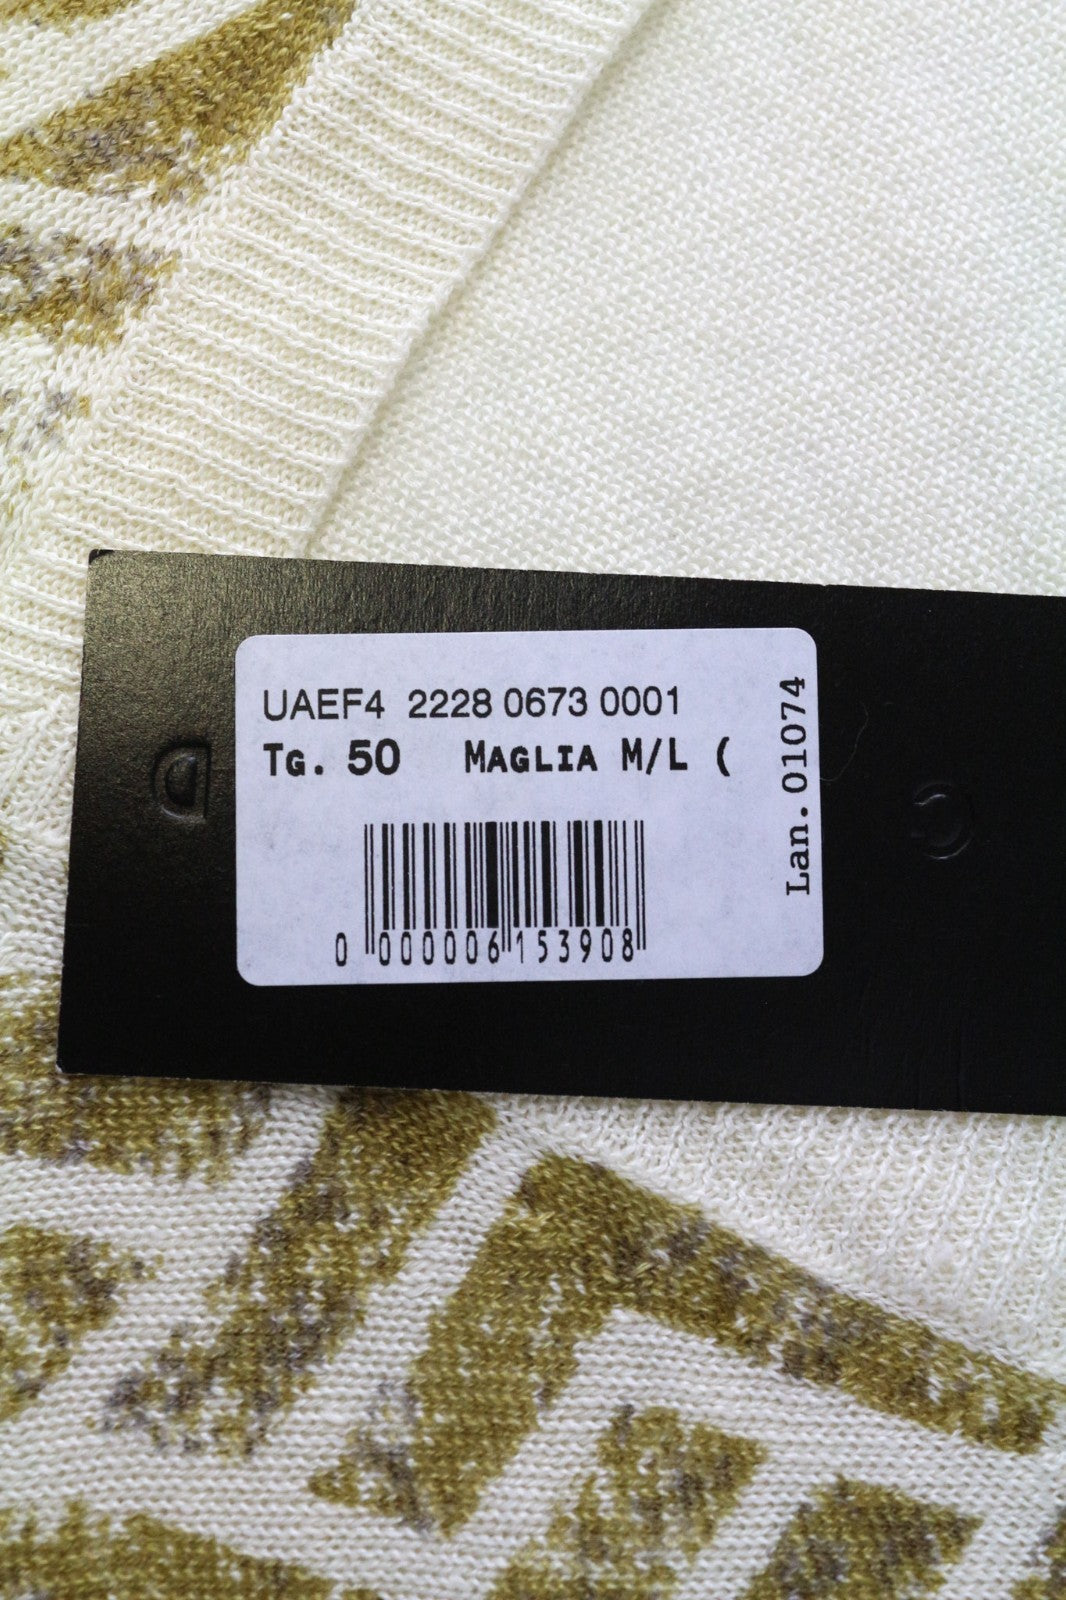 UAEF4 2228 0673 0001
Tg. 50 MAGLIA M/L (
Lan. 01074
0 000006 153908
D
G